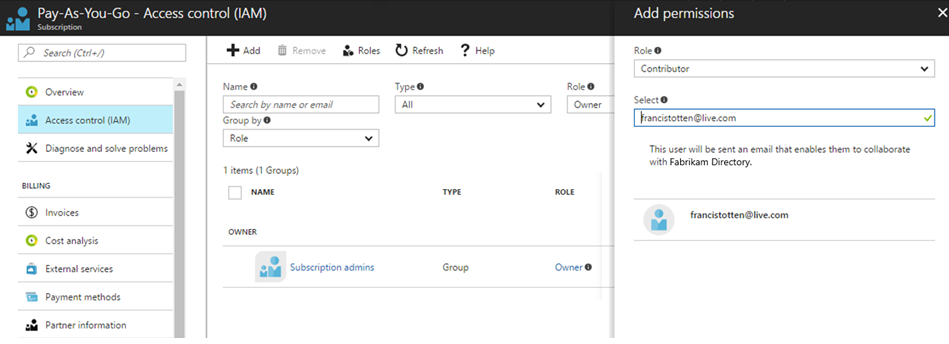 Pay-As-You-Go - Access control (IAM)
Subscription
Search (Ctrl+/)
Overview
Access control (IAM)
Diagnose and solve problems
BILLING
Invoices
Cost analysis
External services
Payment methods
Partner information
Add Remove Roles Refresh Help
Name Type Role
Search by name or email All Owner
Group by
Role
1 items (1 Groups)
NAME TYPE ROLE
OWNER
Subscription admins Group Owner
Add permissions
Role
Contributor
Select
francistotten@live.com
This user will be sent an email that enables them to collaborate
with Fabrikam Directory.
francistotten@live.com